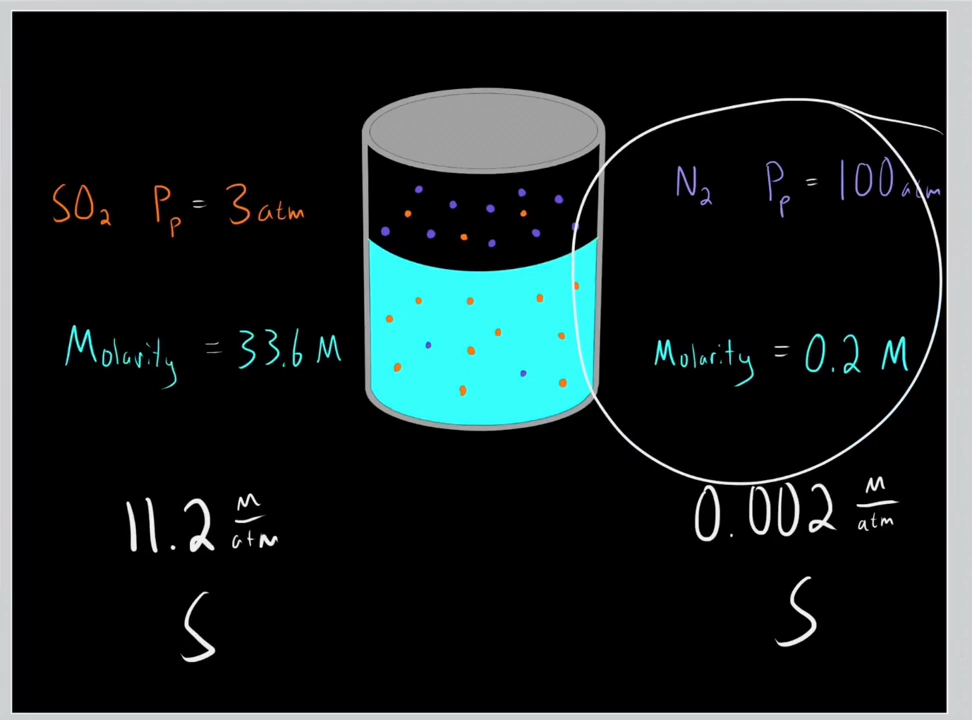 SO₂ Pₚ = 3 atm
N₂ Pₚ = 100 atm
Molarity = 33.6 M
Molarity = 0.2 M
11.2 M/atm
0.002 M/atm
S
S